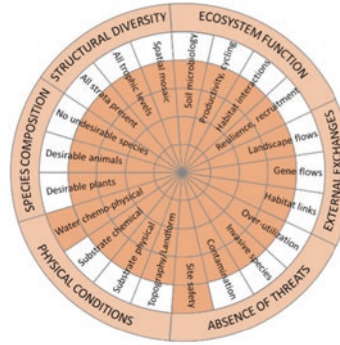 STRUCTURAL DIVERSITY
ECOSYSTEM FUNCTION
EXTERNAL EXCHANGES
ABSENCE OF THREATS
PHYSICAL CONDITIONS
SPECIES COMPOSITION
Spatial mosaic
All trophic levels
All strata present
No undesirable species
Desirable animals
Desirable plants
Water chemo-physical
Substrate chemical
Substrate physical
Topography/Landform
Site safety
Contamination
Invasive species
Over-utilization
Habitat links
Gene flows
Landscape flows
Resilience, recruitment
Habitat interactions
Productivity, cycling
Soil microbiology